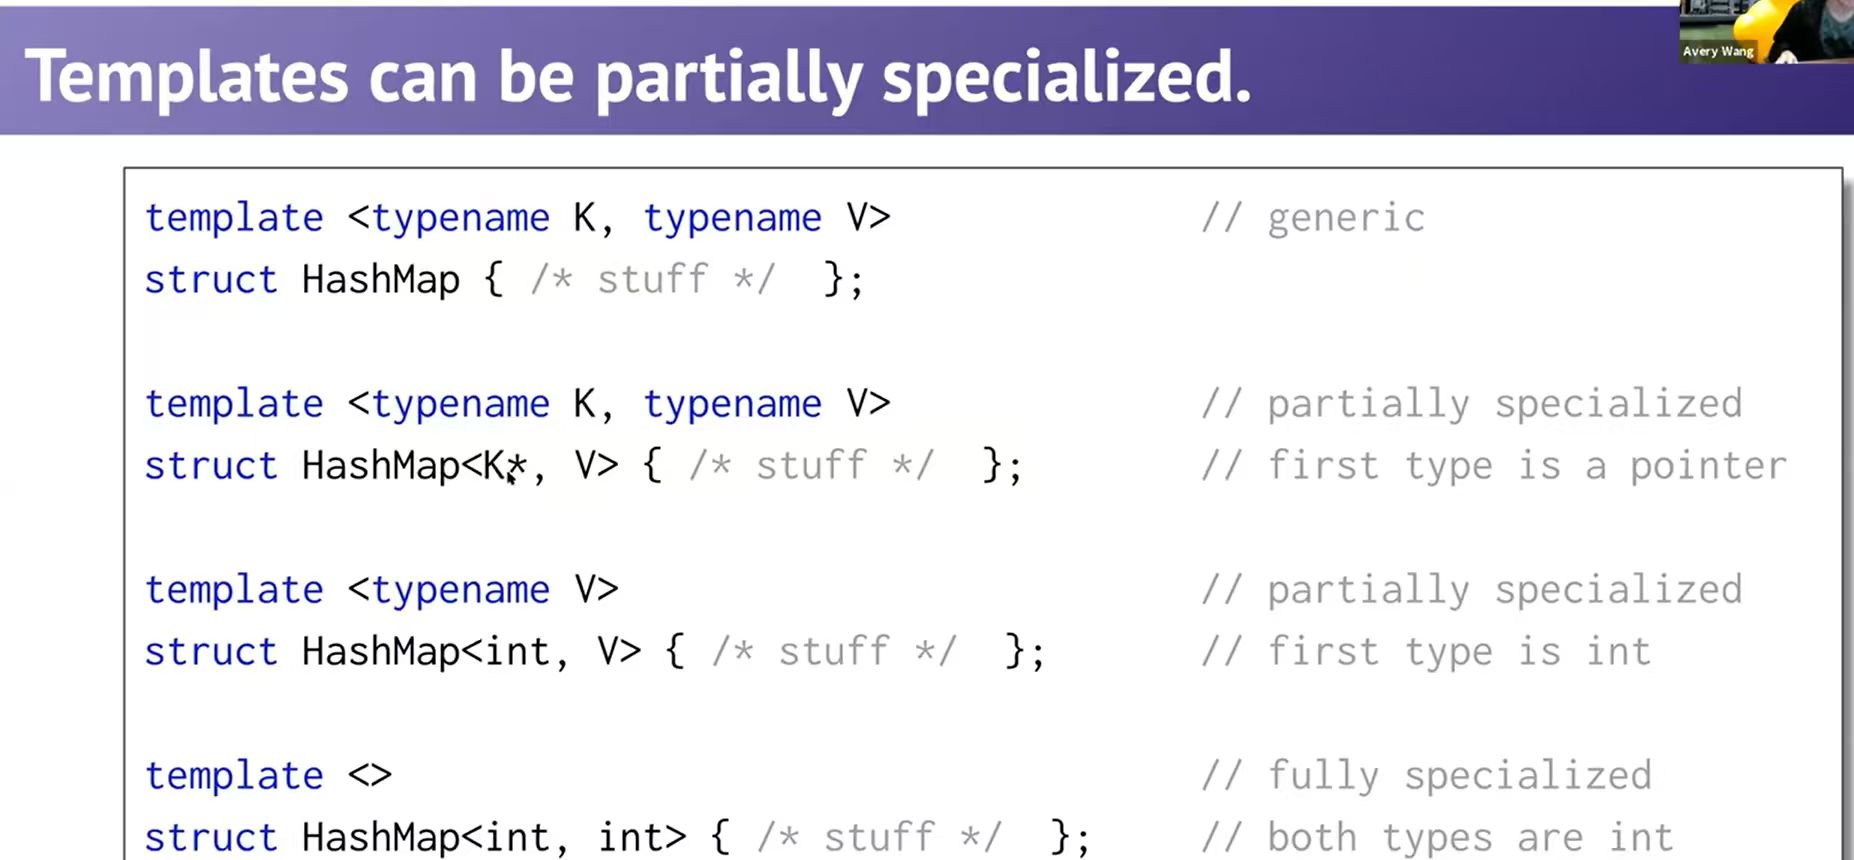 Avery Wang
Templates can be partially specialized.
template <typename K, typename V> // generic
struct HashMap { /* stuff */ };
template <typename K, typename V> // partially specialized
struct HashMap<K*, V> { /* stuff */ }; // first type is a pointer
template <typename V> // partially specialized
struct HashMap<int, V> { /* stuff */ }; // first type is int
template <> // fully specialized
struct HashMap<int, int> { /* stuff */ }; // both types are int